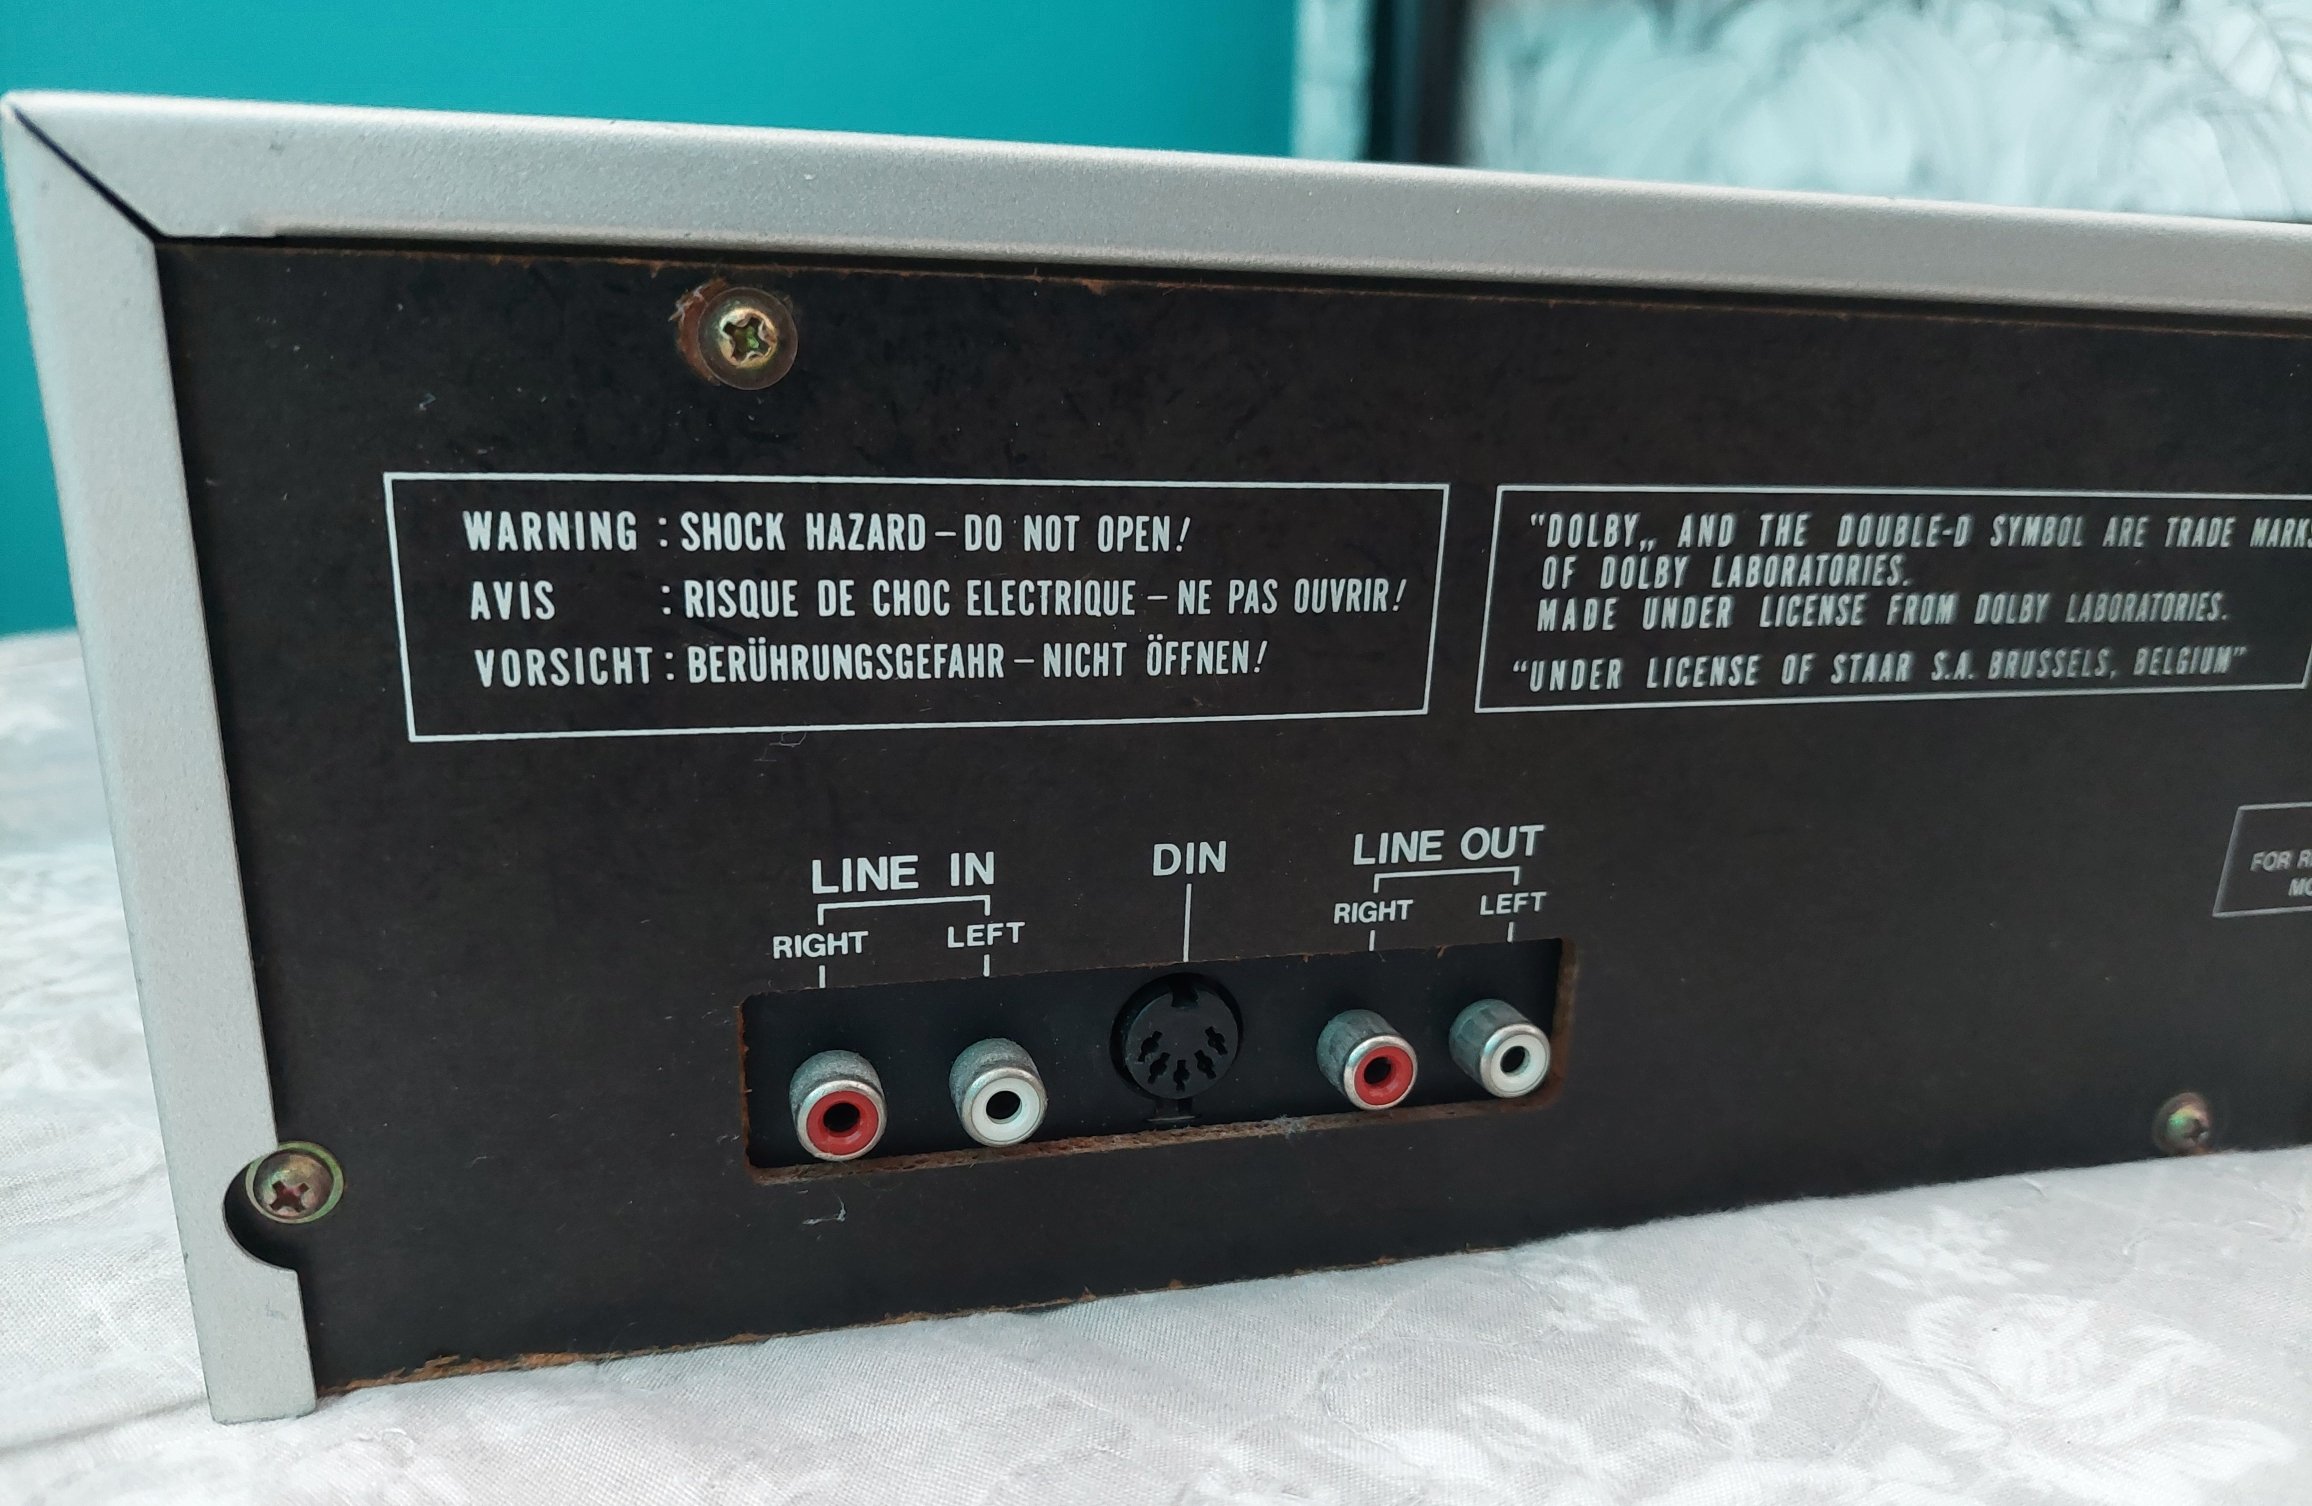 WARNING : SHOCK HAZARD – DO NOT OPEN!
AVIS : RISQUE DE CHOC ELECTRIQUE – NE PAS OUVRIR!
VORSICHT : BERÜHRUNGSGEFAHR – NICHT ÖFFNEN!
"DOLBY„ AND THE DOUBLE-D SYMBOL ARE TRADE MARKS
OF DOLBY LABORATORIES.
MADE UNDER LICENSE FROM DOLBY LABORATORIES.
"UNDER LICENSE OF STAAR S.A. BRUSSELS, BELGIUM"
LINE IN
RIGHT LEFT
DIN
LINE OUT
RIGHT LEFT
FOR